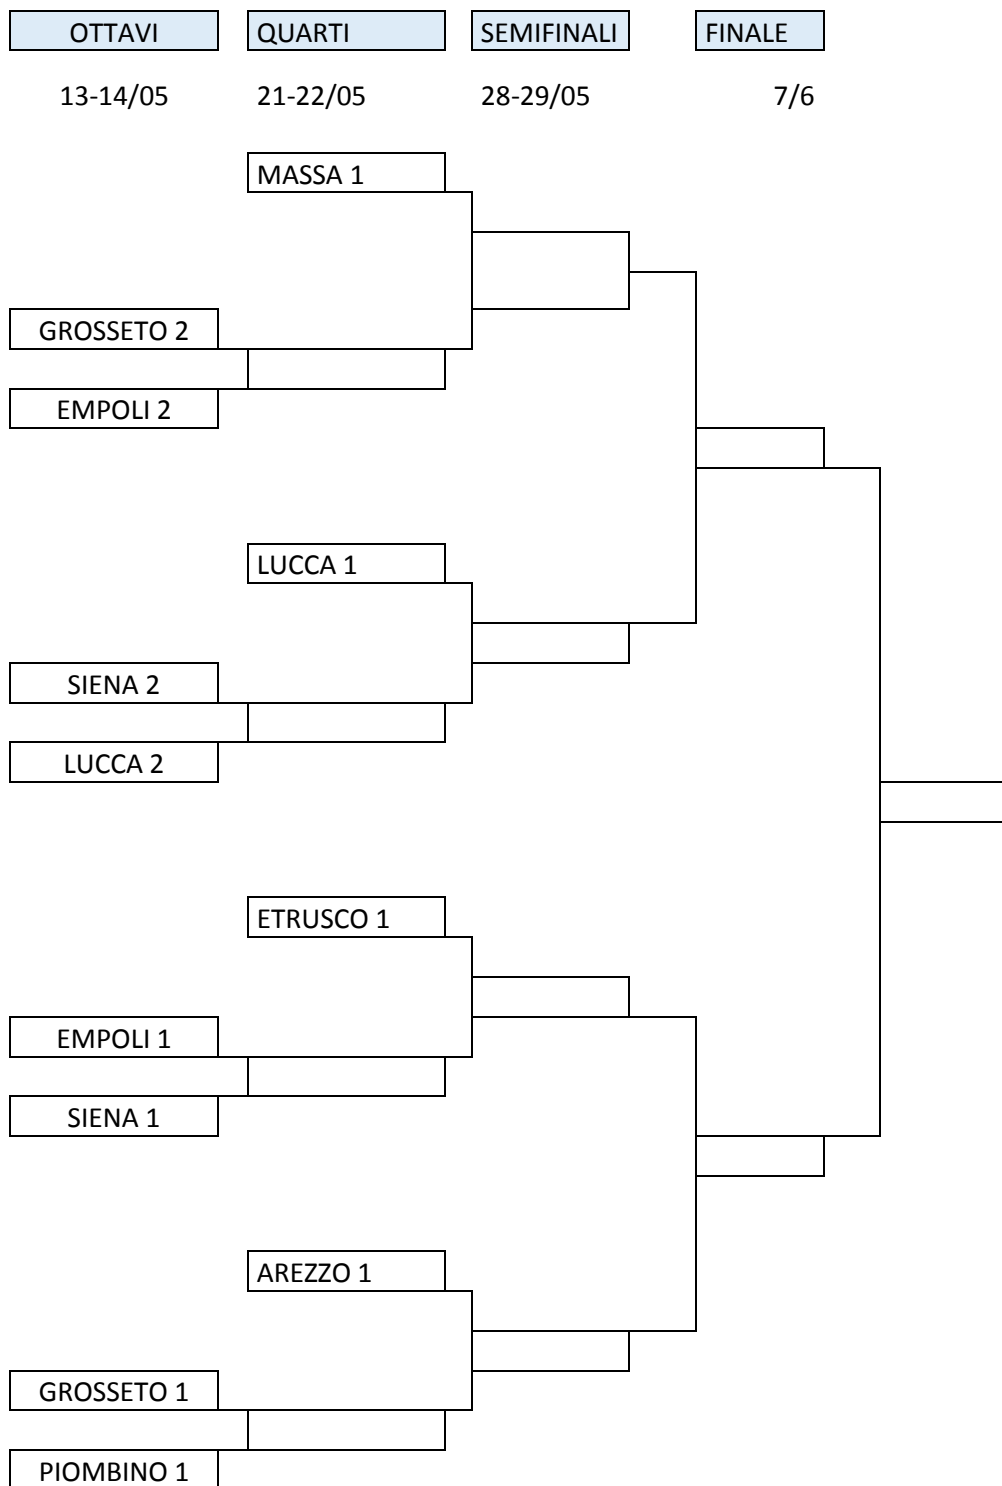 OTTAVI QUARTI SEMIFINALI FINALE
13-14/05 21-22/05 28-29/05 7/6
MASSA 1
GROSSETO 2
EMPOLI 2
LUCCA 1
SIENA 2
LUCCA 2
ETRUSCO 1
EMPOLI 1
SIENA 1
AREZZO 1
GROSSETO 1
PIOMBINO 1